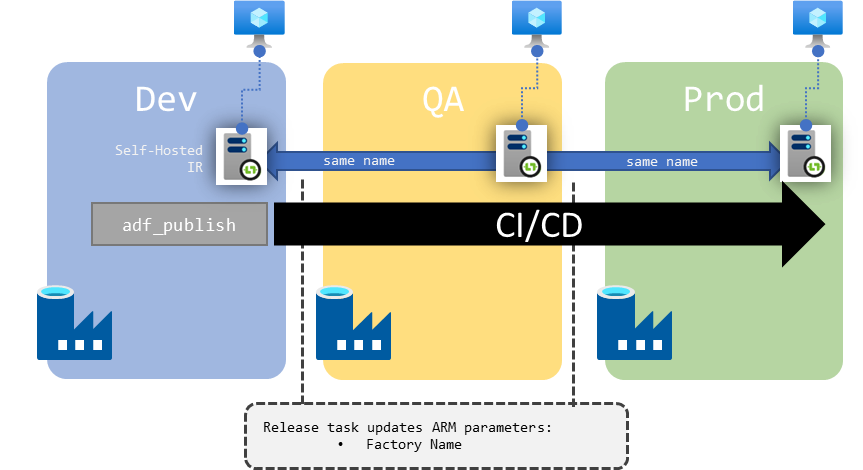 Dev
QA
Prod
Self-Hosted
IR
same name
same name
adf_publish
CI/CD
Release task updates ARM parameters:
• Factory Name